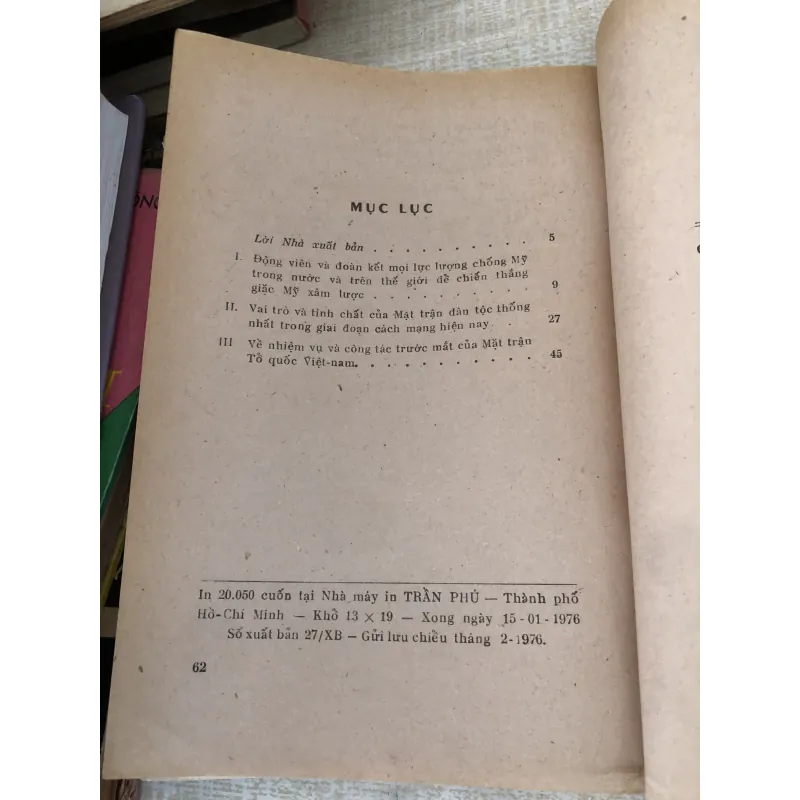 MỤC LỤC
Lời Nhà xuất bản . . . . . . . . . . 5
I. Động viên và đoàn kết mọi lực lượng chống Mỹ
trong nước và trên thế giới để chiến thắng
giặc Mỹ xâm lược . . . . . . . . . . 9
II. Vai trò và tính chất của Mặt trận dân tộc thống
nhất trong giai đoạn cách mạng hiện nay . 27
III Về nhiệm vụ và công tác trước mắt của Mặt trận
Tổ quốc Việt-nam. . . . . . . . . . . 45
In 20.050 cuốn tại Nhà máy in TRẦN PHÚ — Thành phố
Hồ-Chí Minh — Khổ 13 × 19 — Xong ngày 15-01-1976
Số xuất bản 27/XB — Gửi lưu chiểu tháng 2-1976.
62